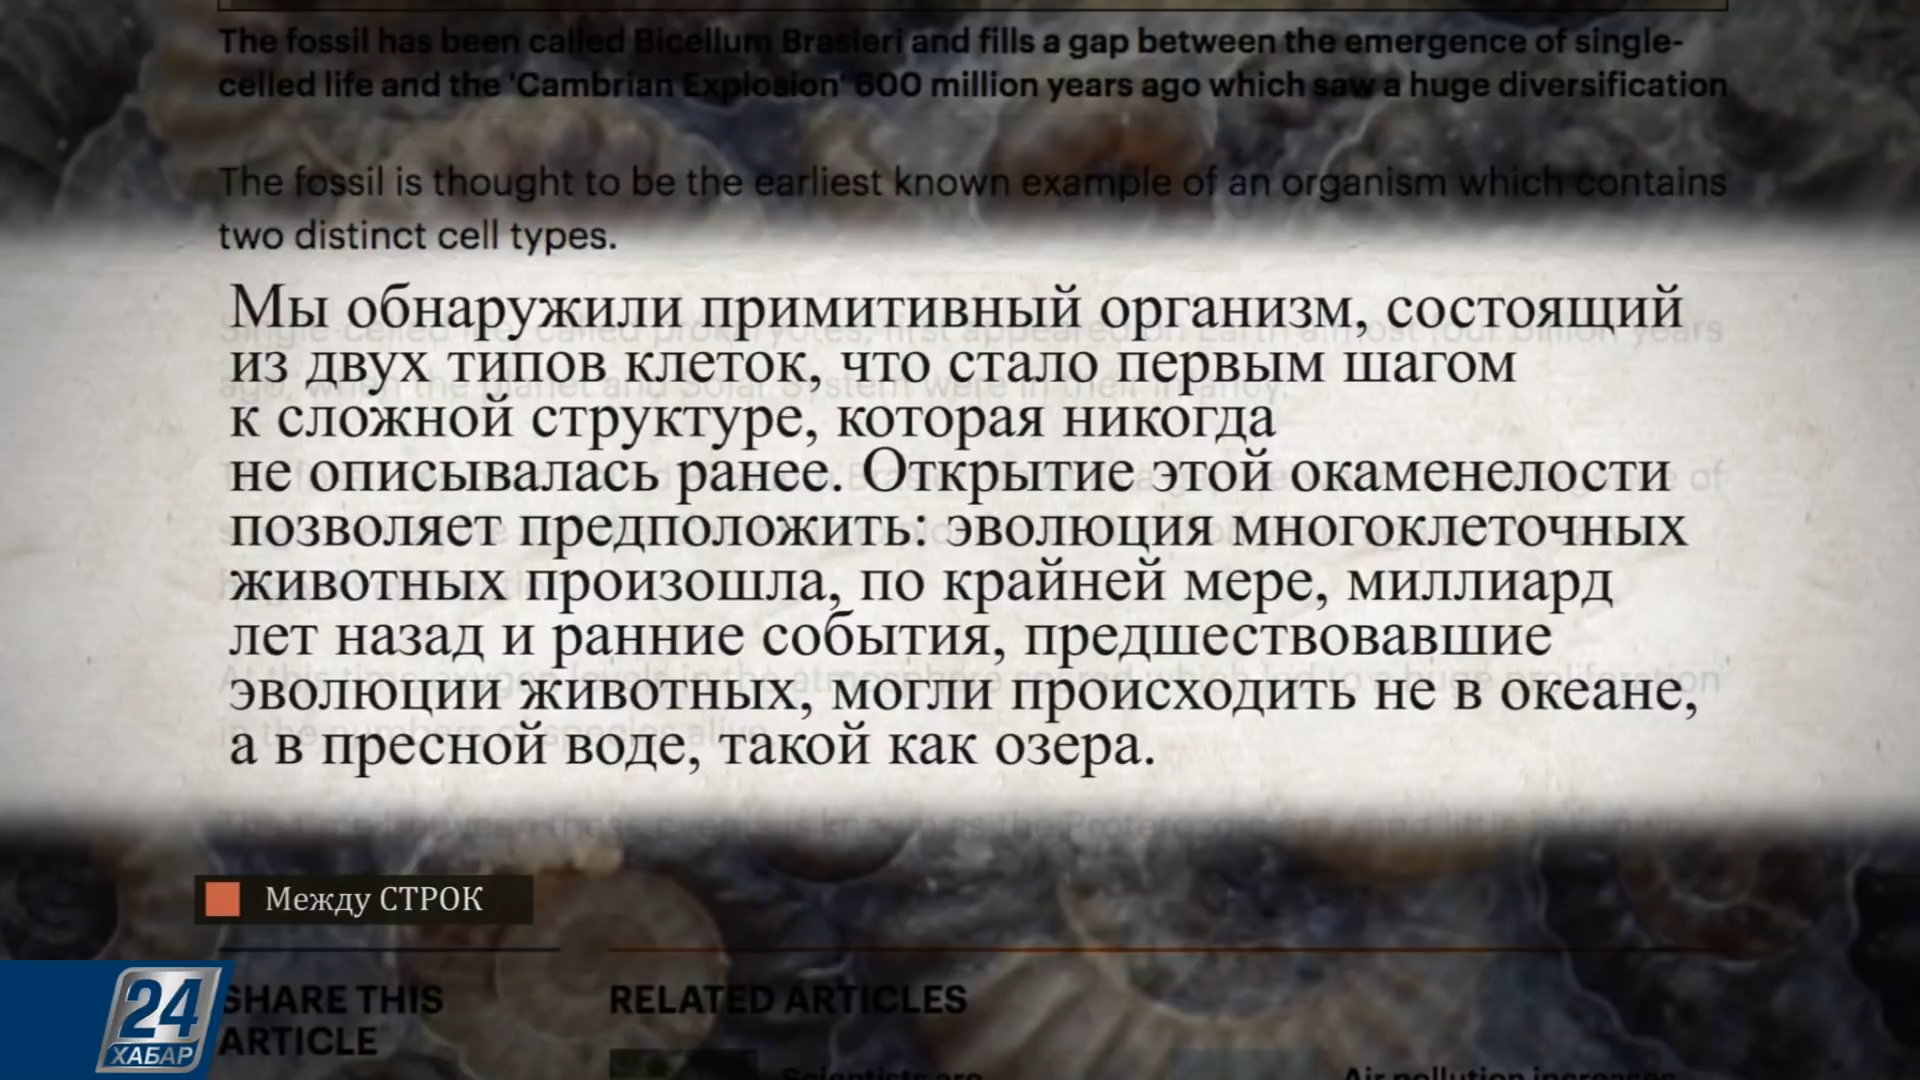 The fossil has been called Bicellum Brasieri and fills a gap between the emergence of single-
celled life and the 'Cambrian Explosion' 600 million years ago which saw a huge diversification
The fossil is thought to be the earliest known example of an organism which contains
two distinct cell types.
Мы обнаружили примитивный организм, состоящий
из двух типов клеток, что стало первым шагом
к сложной структуре, которая никогда
не описывалась ранее. Открытие этой окаменелости
позволяет предположить: эволюция многоклеточных
животных произошла, по крайней мере, миллиард
лет назад и ранние события, предшествовавшие
эволюции животных, могли происходить не в океане,
а в пресной воде, такой как озера.
Между СТРОК
24
ХАБАР
SHARE THIS
ARTICLE
RELATED ARTICLES
Scientists are
Air pollution increases